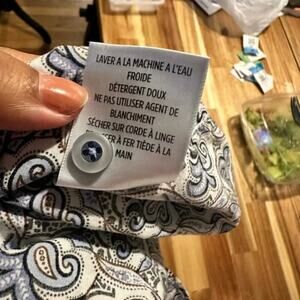 LAVER A LA MACHINE A L'EAU
FROIDE
DÉTERGENT DOUX
NE PAS UTILISER AGENT DE
BLANCHIMENT
SÉCHER SUR CORDE À LINGE
À FER TIÈDE À LA
MAIN